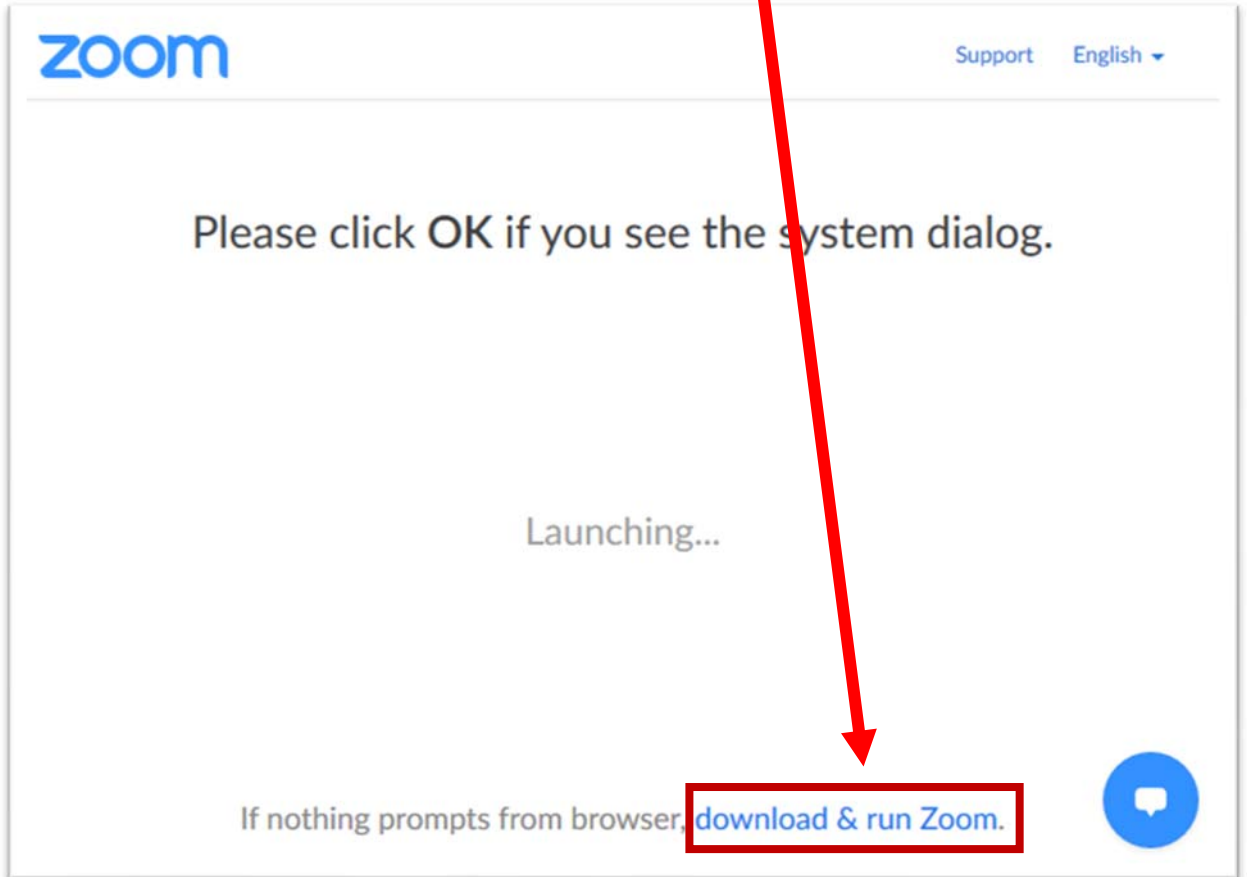 zoom
Support English
Please click OK if you see the system dialog.
Launching...
If nothing prompts from browser, download & run Zoom.